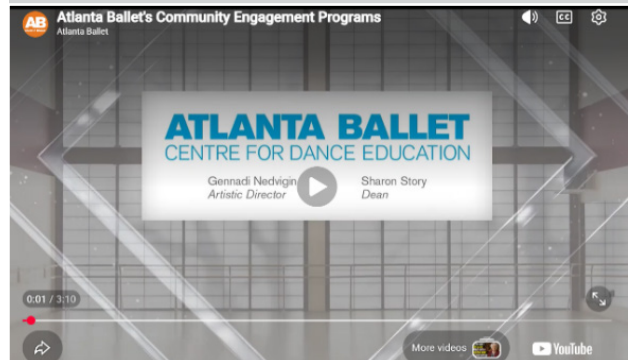 AB
Atlanta Ballet's Community Engagement Programs
Atlanta Ballet
CC
ATLANTA BALLET
CENTRE FOR DANCE EDUCATION
Gennadi Nedvigin
Artistic Director
Sharon Story
Dean
0:01 / 3:10
More videos
YouTube